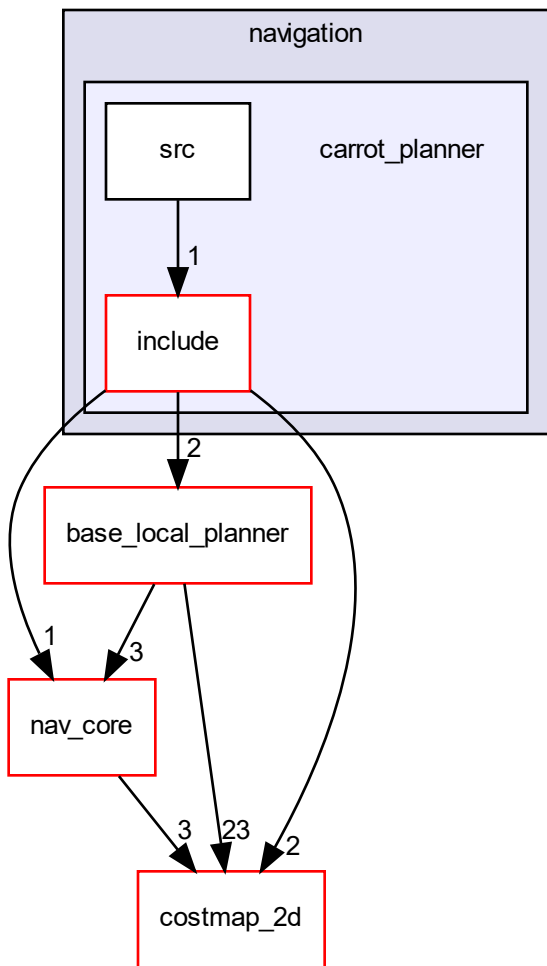 navigation
src
carrot_planner
1
include
2
base_local_planner
1
3
nav_core
3
23
2
costmap_2d